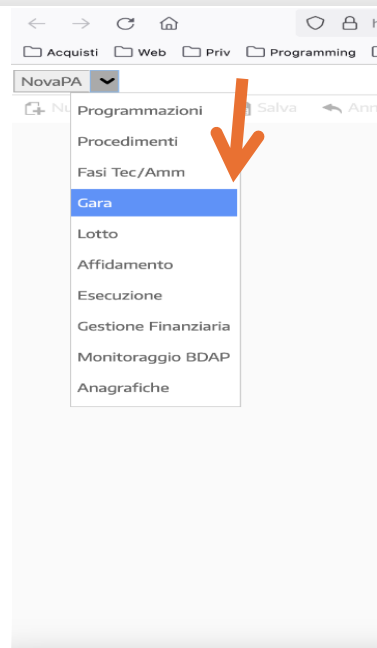 Acquisti Web Priv Programming
NovaPA
Salva Ann
Programmazioni
Procedimenti
Fasi Tec/Amm
Gara
Lotto
Affidamento
Esecuzione
Gestione Finanziaria
Monitoraggio BDAP
Anagrafiche